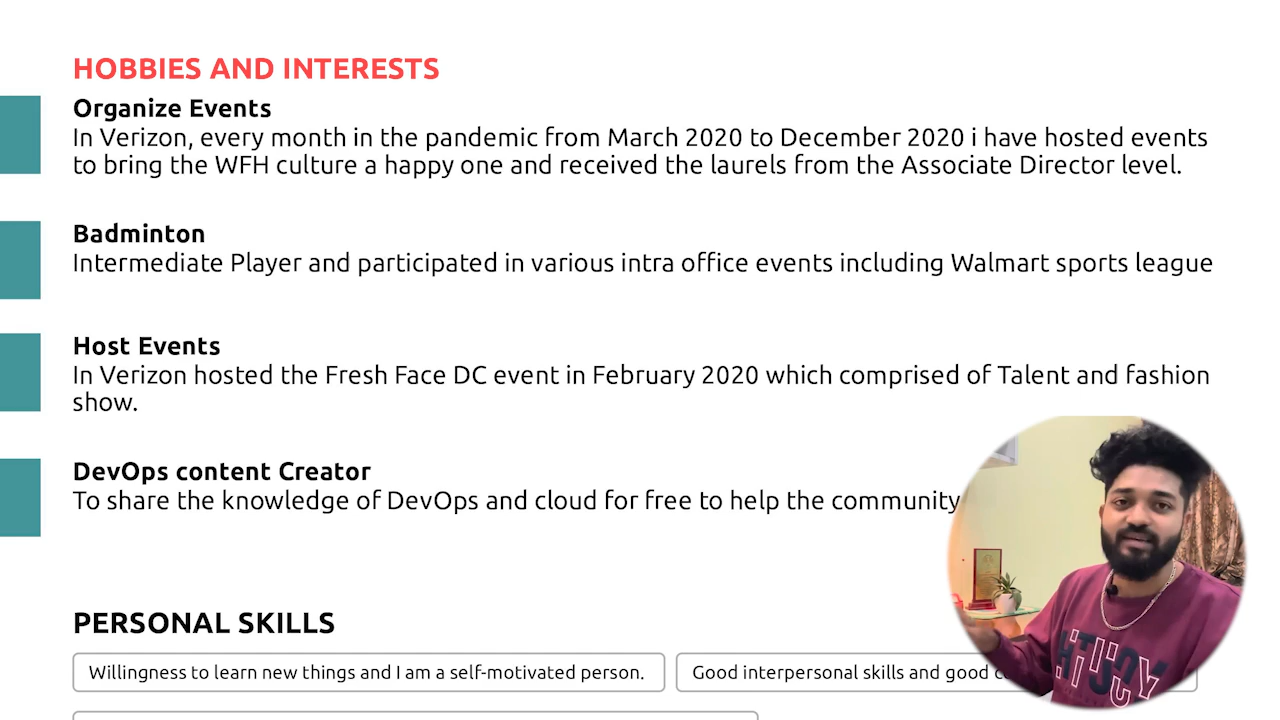 HOBBIES AND INTERESTS
Organize Events
In Verizon, every month in the pandemic from March 2020 to December 2020 i have hosted events
to bring the WFH culture a happy one and received the laurels from the Associate Director level.
Badminton
Intermediate Player and participated in various intra office events including Walmart sports league
Host Events
In Verizon hosted the Fresh Face DC event in February 2020 which comprised of Talent and fashion
show.
DevOps content Creator
To share the knowledge of DevOps and cloud for free to help the community
PERSONAL SKILLS
Willingness to learn new things and I am a self-motivated person.
Good interpersonal skills and good